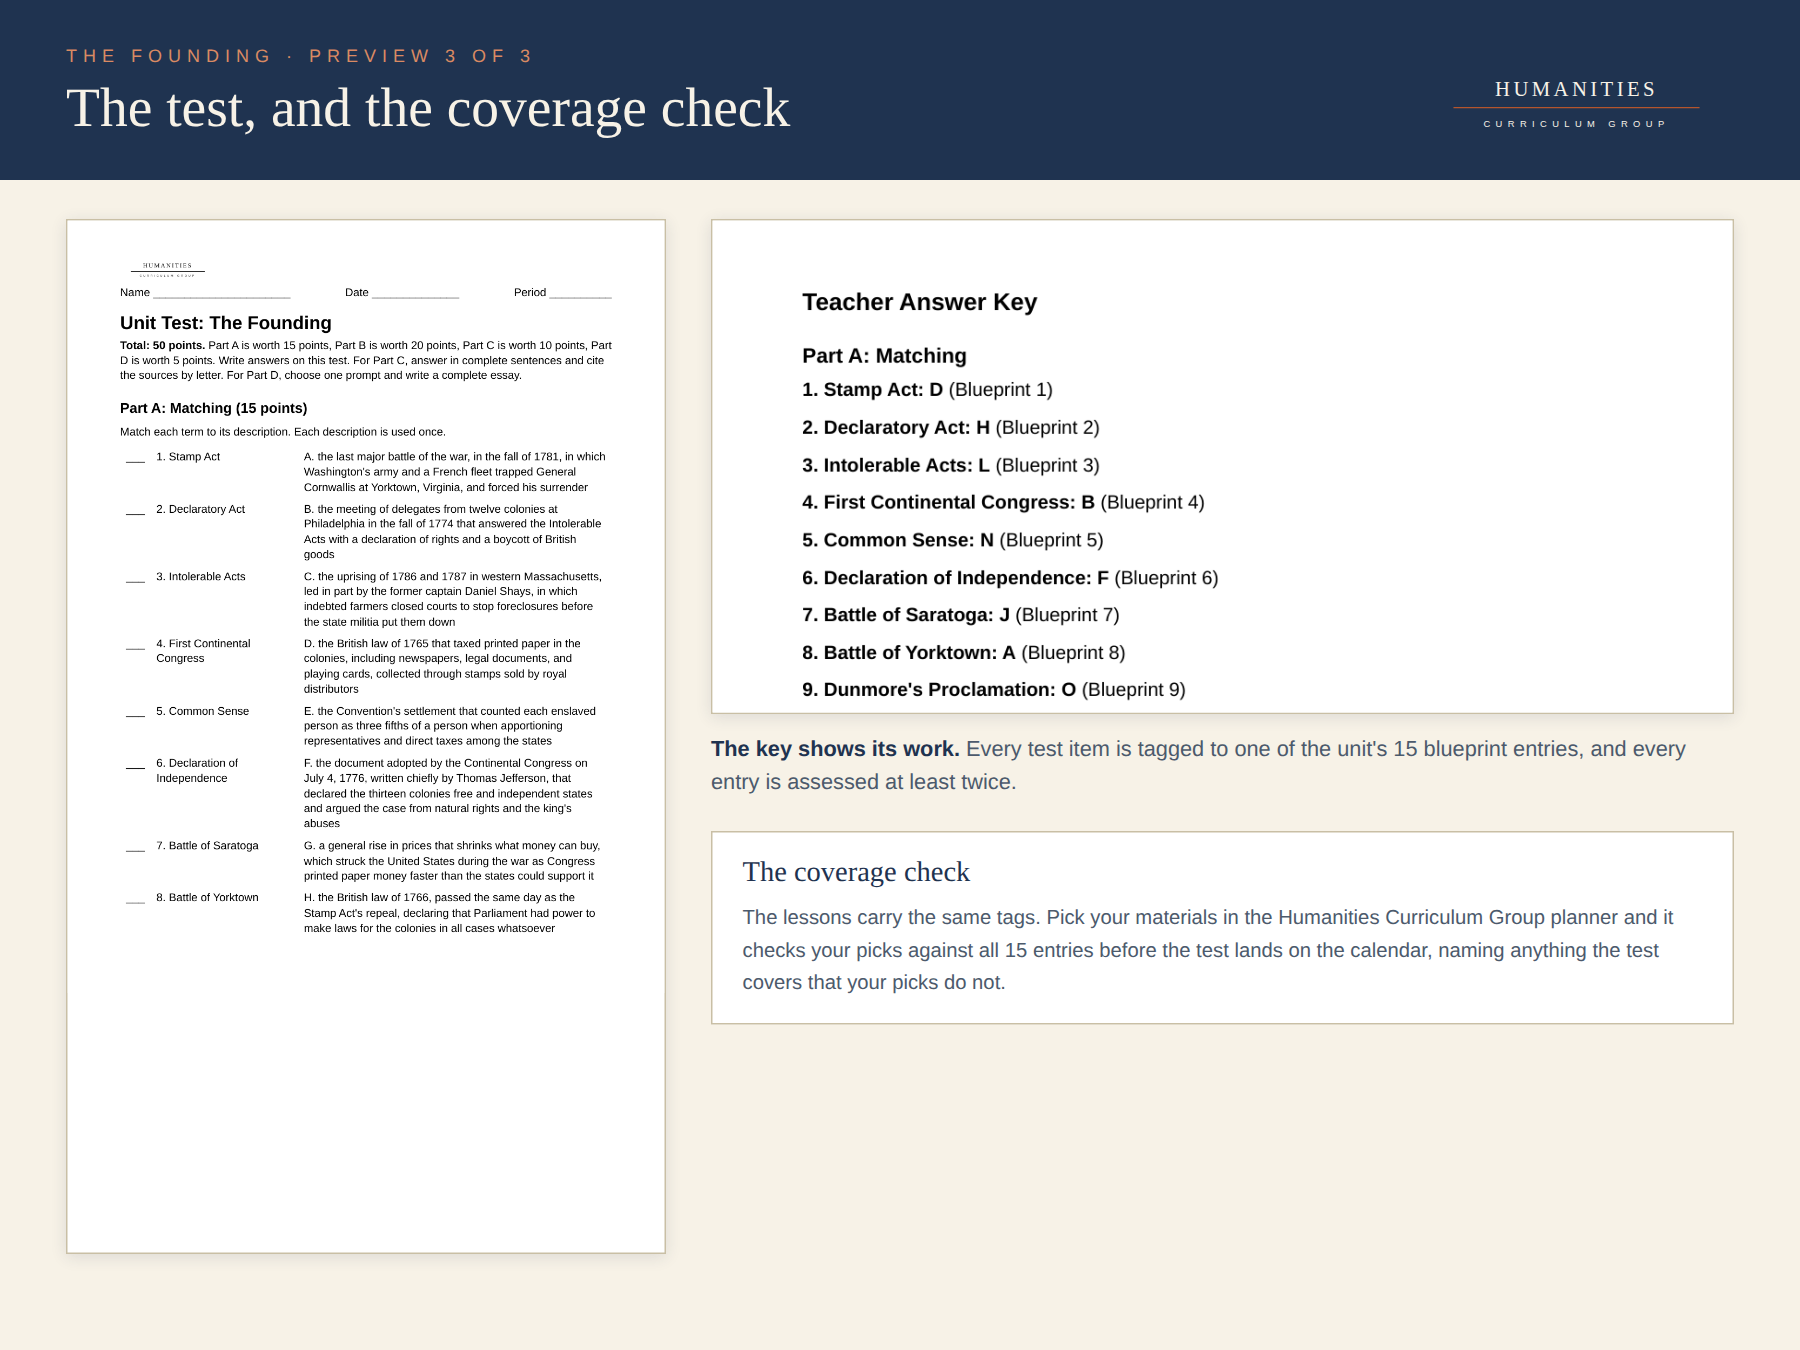 THE FOUNDING · PREVIEW 3 OF 3
The test, and the coverage check
HUMANITIES
CURRICULUM GROUP
HUMANITIES
CURRICULUM GROUP
Name ______________________ Date ______________ Period __________
Unit Test: The Founding
Total: 50 points. Part A is worth 15 points, Part B is worth 20 points, Part C is worth 10 points, Part
D is worth 5 points. Write answers on this test. For Part C, answer in complete sentences and cite
the sources by letter. For Part D, choose one prompt and write a complete essay.
Part A: Matching (15 points)
Match each term to its description. Each description is used once.
___ 1. Stamp Act
A. the last major battle of the war, in the fall of 1781, in which
Washington's army and a French fleet trapped General
Cornwallis at Yorktown, Virginia, and forced his surrender
___ 2. Declaratory Act
B. the meeting of delegates from twelve colonies at
Philadelphia in the fall of 1774 that answered the Intolerable
Acts with a declaration of rights and a boycott of British
goods
___ 3. Intolerable Acts
C. the uprising of 1786 and 1787 in western Massachusetts,
led in part by the former captain Daniel Shays, in which
indebted farmers closed courts to stop foreclosures before
the state militia put them down
___ 4. First Continental
Congress
D. the British law of 1765 that taxed printed paper in the
colonies, including newspapers, legal documents, and
playing cards, collected through stamps sold by royal
distributors
___ 5. Common Sense
E. the Convention's settlement that counted each enslaved
person as three fifths of a person when apportioning
representatives and direct taxes among the states
___ 6. Declaration of
Independence
F. the document adopted by the Continental Congress on
July 4, 1776, written chiefly by Thomas Jefferson, that
declared the thirteen colonies free and independent states
and argued the case from natural rights and the king's
abuses
___ 7. Battle of Saratoga
G. a general rise in prices that shrinks what money can buy,
which struck the United States during the war as Congress
printed paper money faster than the states could support it
___ 8. Battle of Yorktown
H. the British law of 1766, passed the same day as the
Stamp Act's repeal, declaring that Parliament had power to
make laws for the colonies in all cases whatsoever
Teacher Answer Key
Part A: Matching
1. Stamp Act: D (Blueprint 1)
2. Declaratory Act: H (Blueprint 2)
3. Intolerable Acts: L (Blueprint 3)
4. First Continental Congress: B (Blueprint 4)
5. Common Sense: N (Blueprint 5)
6. Declaration of Independence: F (Blueprint 6)
7. Battle of Saratoga: J (Blueprint 7)
8. Battle of Yorktown: A (Blueprint 8)
9. Dunmore's Proclamation: O (Blueprint 9)
The key shows its work. Every test item is tagged to one of the unit's 15 blueprint entries, and every
entry is assessed at least twice.
The coverage check
The lessons carry the same tags. Pick your materials in the Humanities Curriculum Group planner and it
checks your picks against all 15 entries before the test lands on the calendar, naming anything the test
covers that your picks do not.